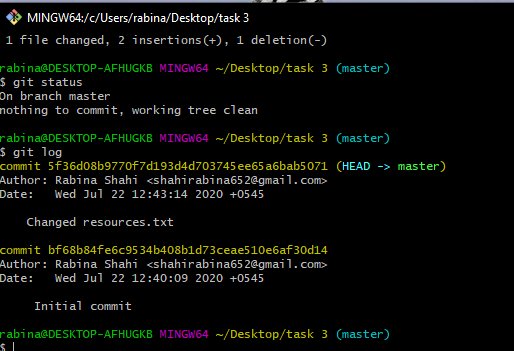 MINGW64:/c/Users/rabina/Desktop/task 3
1 file changed, 2 insertions(+), 1 deletion(-)
rabina@DESKTOP-AFHUGKB MINGW64 ~/Desktop/task 3 (master)
$ git status
On branch master
nothing to commit, working tree clean
rabina@DESKTOP-AFHUGKB MINGW64 ~/Desktop/task 3 (master)
$ git log
commit 5f36d08b9770f7d193d4d703745ee65a6bab5071 (HEAD -> master)
Author: Rabina Shahi <shahirabina652@gmail.com>
Date:   Wed Jul 22 12:43:14 2020 +0545
Changed resources.txt
commit bf68b84fe6c9534b408b1d73ceae510e6af30d14
Author: Rabina Shahi <shahirabina652@gmail.com>
Date:   Wed Jul 22 12:40:09 2020 +0545
Initial commit
rabina@DESKTOP-AFHUGKB MINGW64 ~/Desktop/task 3 (master)
$